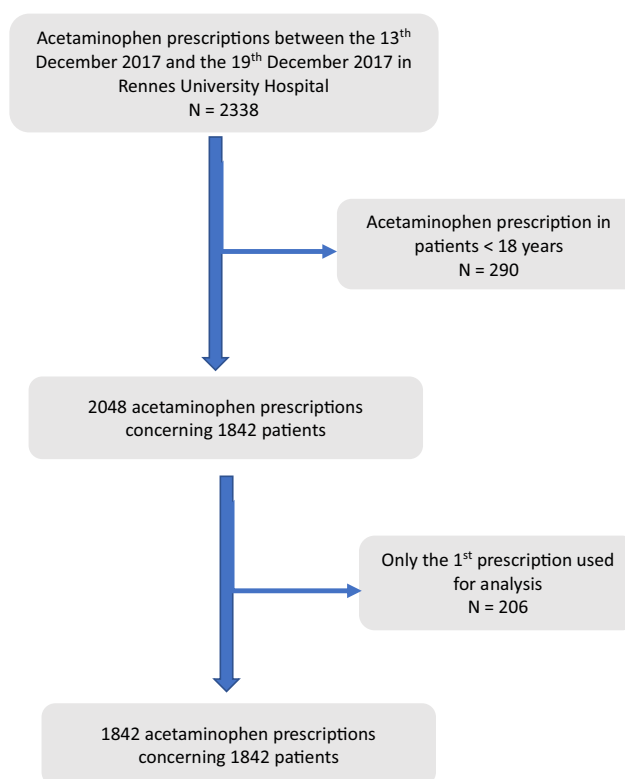 Acetaminophen prescriptions between the 13th
December 2017 and the 19th December 2017 in
Rennes University Hospital
N = 2338
Acetaminophen prescription in
patients < 18 years
N = 290
2048 acetaminophen prescriptions
concerning 1842 patients
Only the 1st prescription used
for analysis
N = 206
1842 acetaminophen prescriptions
concerning 1842 patients